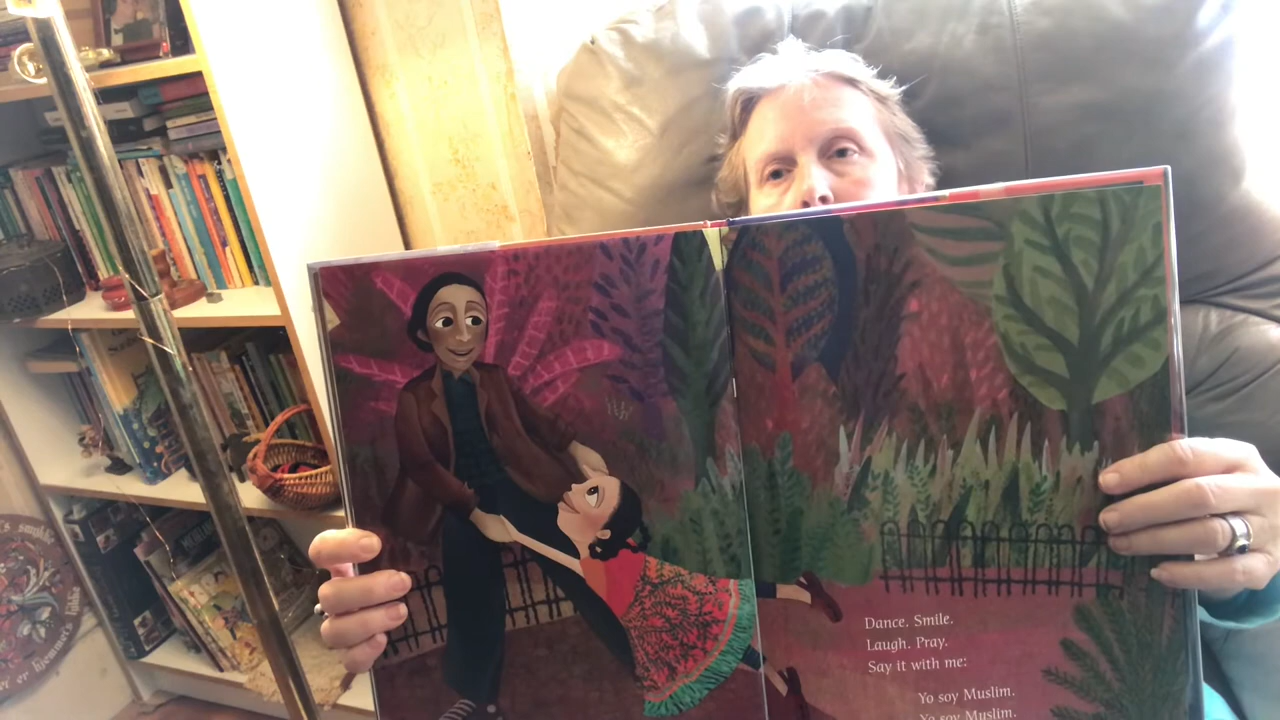 Dance. Smile.
Laugh. Pray.
Say it with me:
Yo soy Muslim.
Yo soy Muslim.